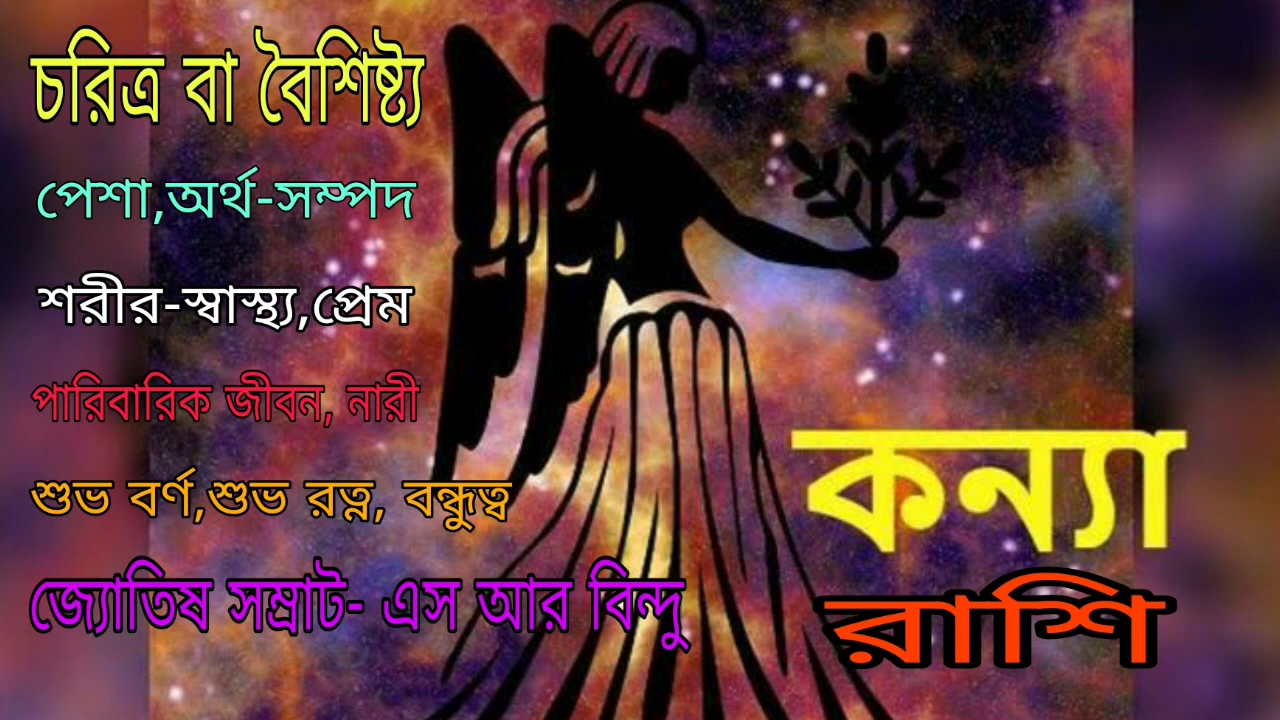 চরিত্র বা বৈশিষ্ট্য
পেশা,অর্থ-সম্পদ
শরীর-স্বাস্থ্য,প্রেম
পারিবারিক জীবন, নারী
শুভ বর্ণ,শুভ রত্ন, বন্ধুত্ব
জ্যোতিষ সম্রাট- এস আর বিন্দু
কন্যা
রাশি